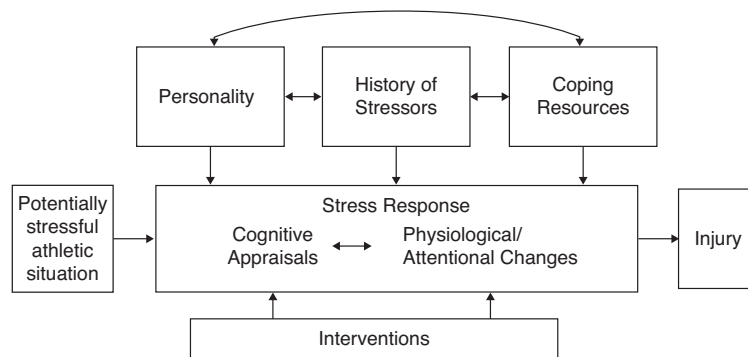 Personality
History of
Stressors
Coping
Resources
Potentially
stressful
athletic
situation
Stress Response
Cognitive
Appraisals
Physiological/
Attentional Changes
Injury
Interventions